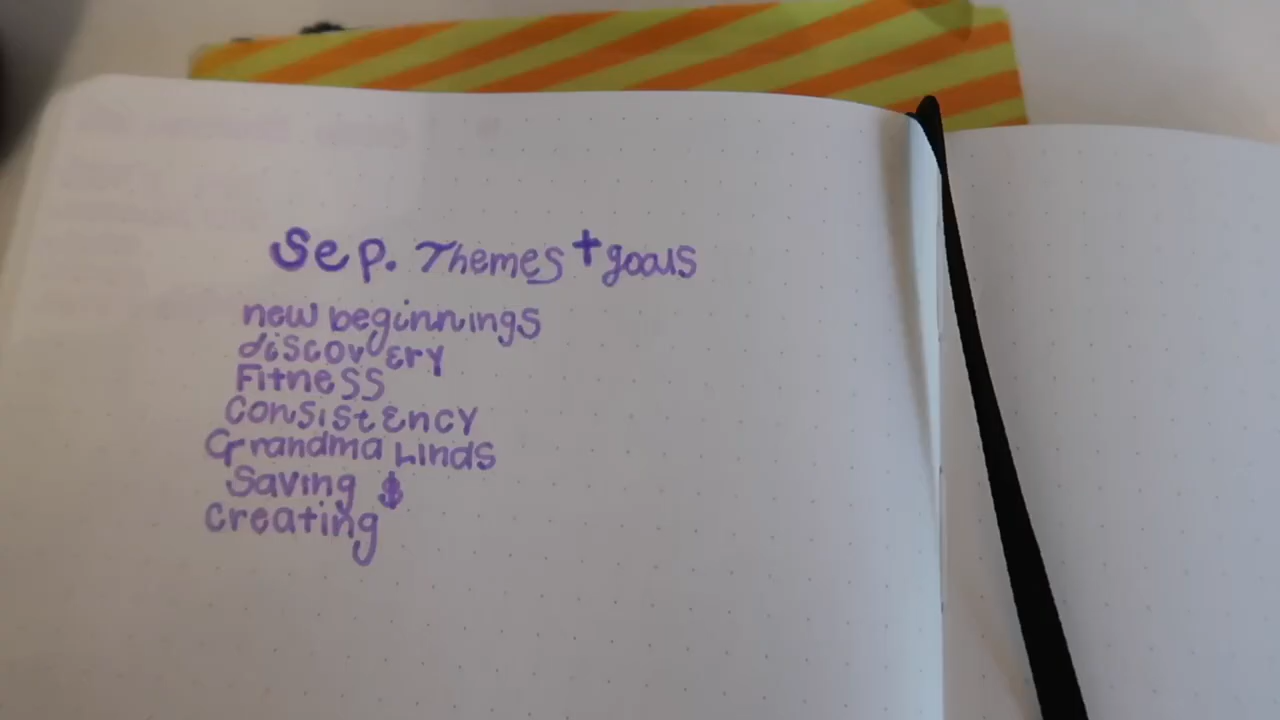 Sep. Themes + goals
new beginnings
discovery
Fitness
Consistency
Grandma Linds
Saving $
Creating